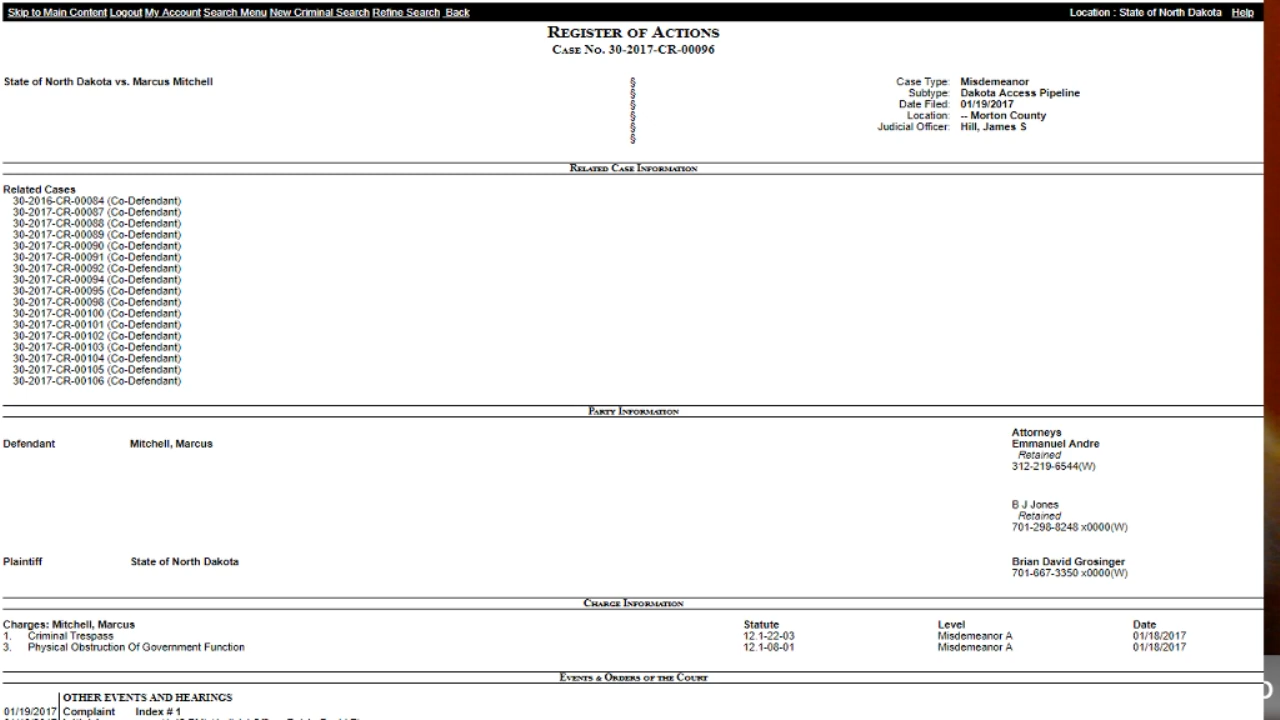 Skip to Main Content Logout My Account Search Menu New Criminal Search Refine Search Back Location : State of North Dakota Help
REGISTER OF ACTIONS
CASE NO. 30-2017-CR-00096
State of North Dakota vs. Marcus Mitchell
§
§
§
§
§
§
Case Type: Misdemeanor
Subtype: Dakota Access Pipeline
Date Filed: 01/19/2017
Location: -- Morton County
Judicial Officer: Hill, James S
RELATED CASE INFORMATION
Related Cases
30-2016-CR-00084 (Co-Defendant)
30-2017-CR-00087 (Co-Defendant)
30-2017-CR-00088 (Co-Defendant)
30-2017-CR-00089 (Co-Defendant)
30-2017-CR-00090 (Co-Defendant)
30-2017-CR-00091 (Co-Defendant)
30-2017-CR-00092 (Co-Defendant)
30-2017-CR-00094 (Co-Defendant)
30-2017-CR-00095 (Co-Defendant)
30-2017-CR-00098 (Co-Defendant)
30-2017-CR-00100 (Co-Defendant)
30-2017-CR-00101 (Co-Defendant)
30-2017-CR-00102 (Co-Defendant)
30-2017-CR-00103 (Co-Defendant)
30-2017-CR-00104 (Co-Defendant)
30-2017-CR-00105 (Co-Defendant)
30-2017-CR-00106 (Co-Defendant)
PARTY INFORMATION
Attorneys
Defendant Mitchell, Marcus Emmanuel Andre
Retained
312-219-6544(W)
B J Jones
Retained
701-298-8248 x0000(W)
Plaintiff State of North Dakota Brian David Grosinger
701-667-3350 x0000(W)
CHARGE INFORMATION
Charges: Mitchell, Marcus Statute Level Date
1. Criminal Trespass 12.1-22-03 Misdemeanor A 01/18/2017
3. Physical Obstruction Of Government Function 12.1-08-01 Misdemeanor A 01/18/2017
EVENTS & ORDERS OF THE COURT
OTHER EVENTS AND HEARINGS
01/19/2017 Complaint Index # 1